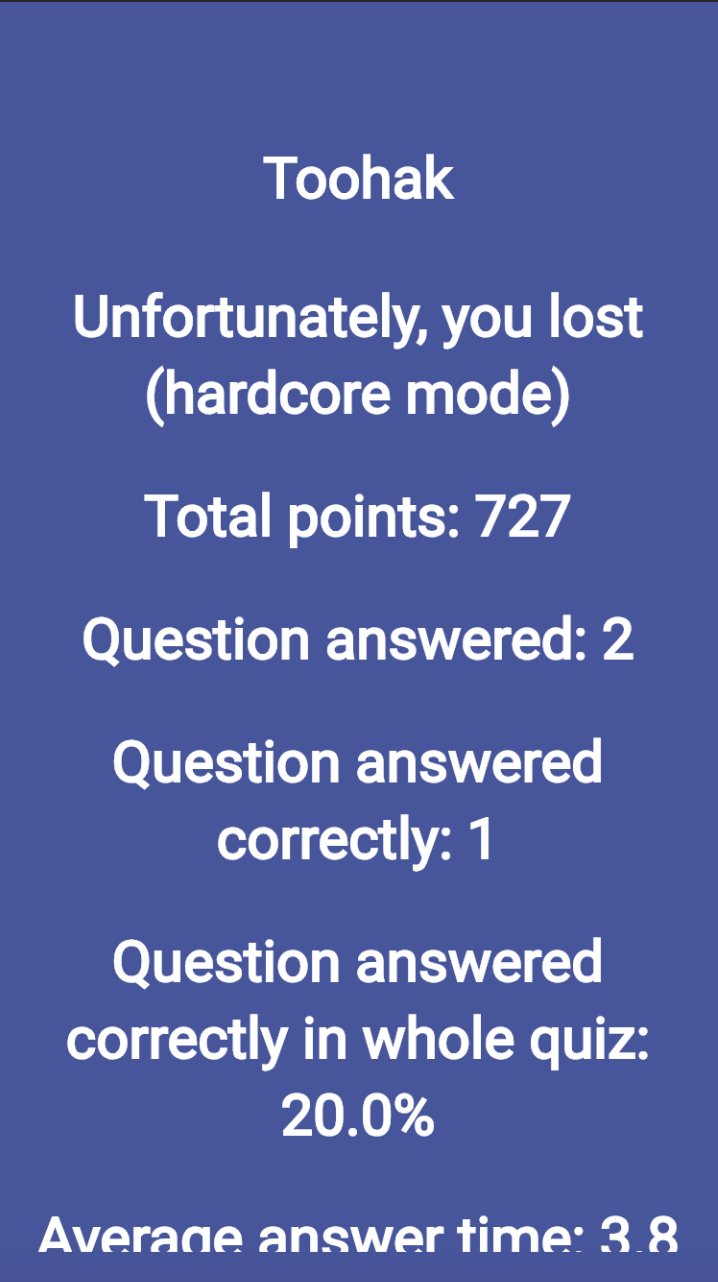 Toohak
Unfortunately, you lost
(hardcore mode)
Total points: 727
Question answered: 2
Question answered
correctly: 1
Question answered
correctly in whole quiz:
20.0%
Average answer time: 3.8